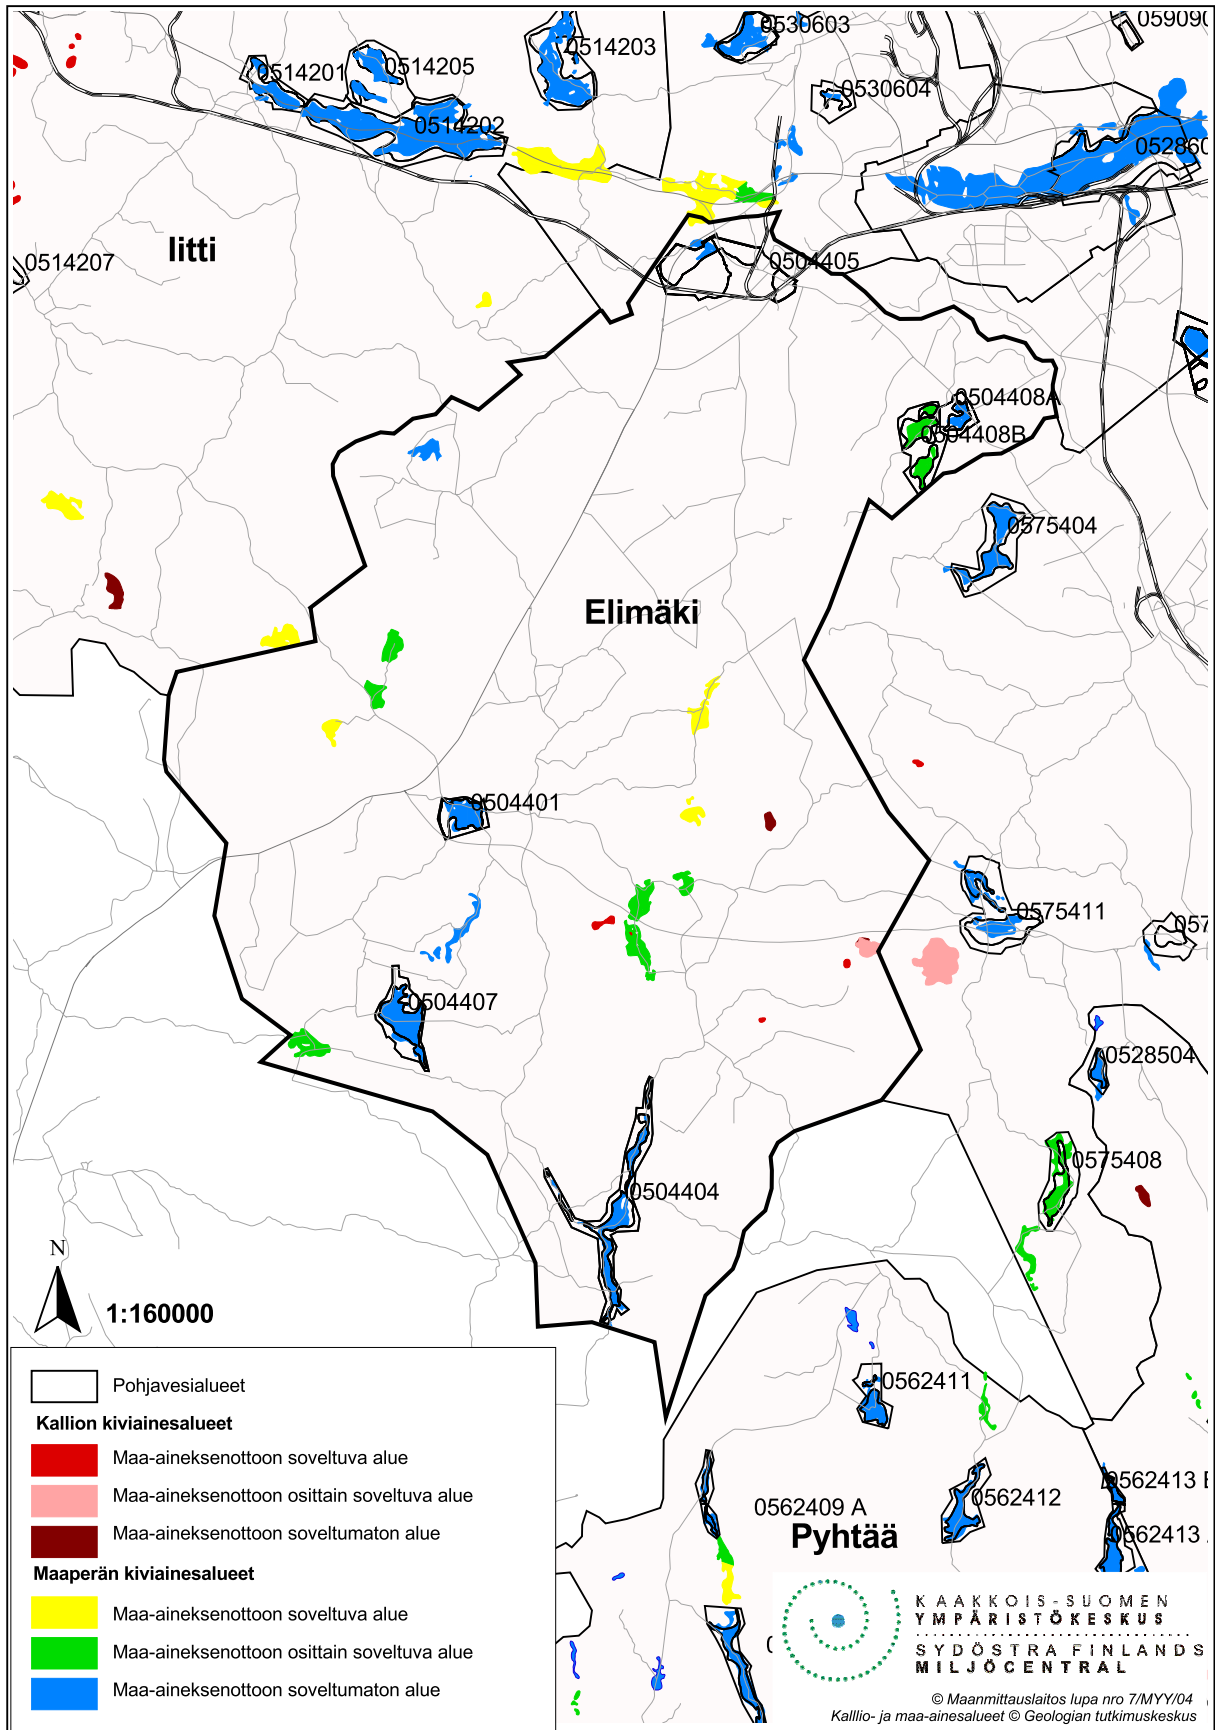 0530603
059090
0514203
0514205
0514201
0530604
0514202
052860
Iitti
0504405
0514207
0504408A
0504408B
0575404
Elimäki
0504401
0575411
057
0504407
0528504
0575408
0504404
N
1:160000
0562411
0562413 B
0562412
0562409 A
0562413
Pyhtää
Pohjavesialueet
Kallion kiviainesalueet
Maa-aineksenottoon soveltuva alue
Maa-aineksenottoon osittain soveltuva alue
Maa-aineksenottoon soveltumaton alue
Maaperän kiviainesalueet
Maa-aineksenottoon soveltuva alue
Maa-aineksenottoon osittain soveltuva alue
Maa-aineksenottoon soveltumaton alue
KAAKKOIS-SUOMEN
YMPÄRISTÖKESKUS
SYDÖSTRA FINLANDS
MILJÖCENTRAL
© Maanmittauslaitos lupa nro 7/MYY/04
Kalllio- ja maa-ainesalueet © Geologian tutkimuskeskus